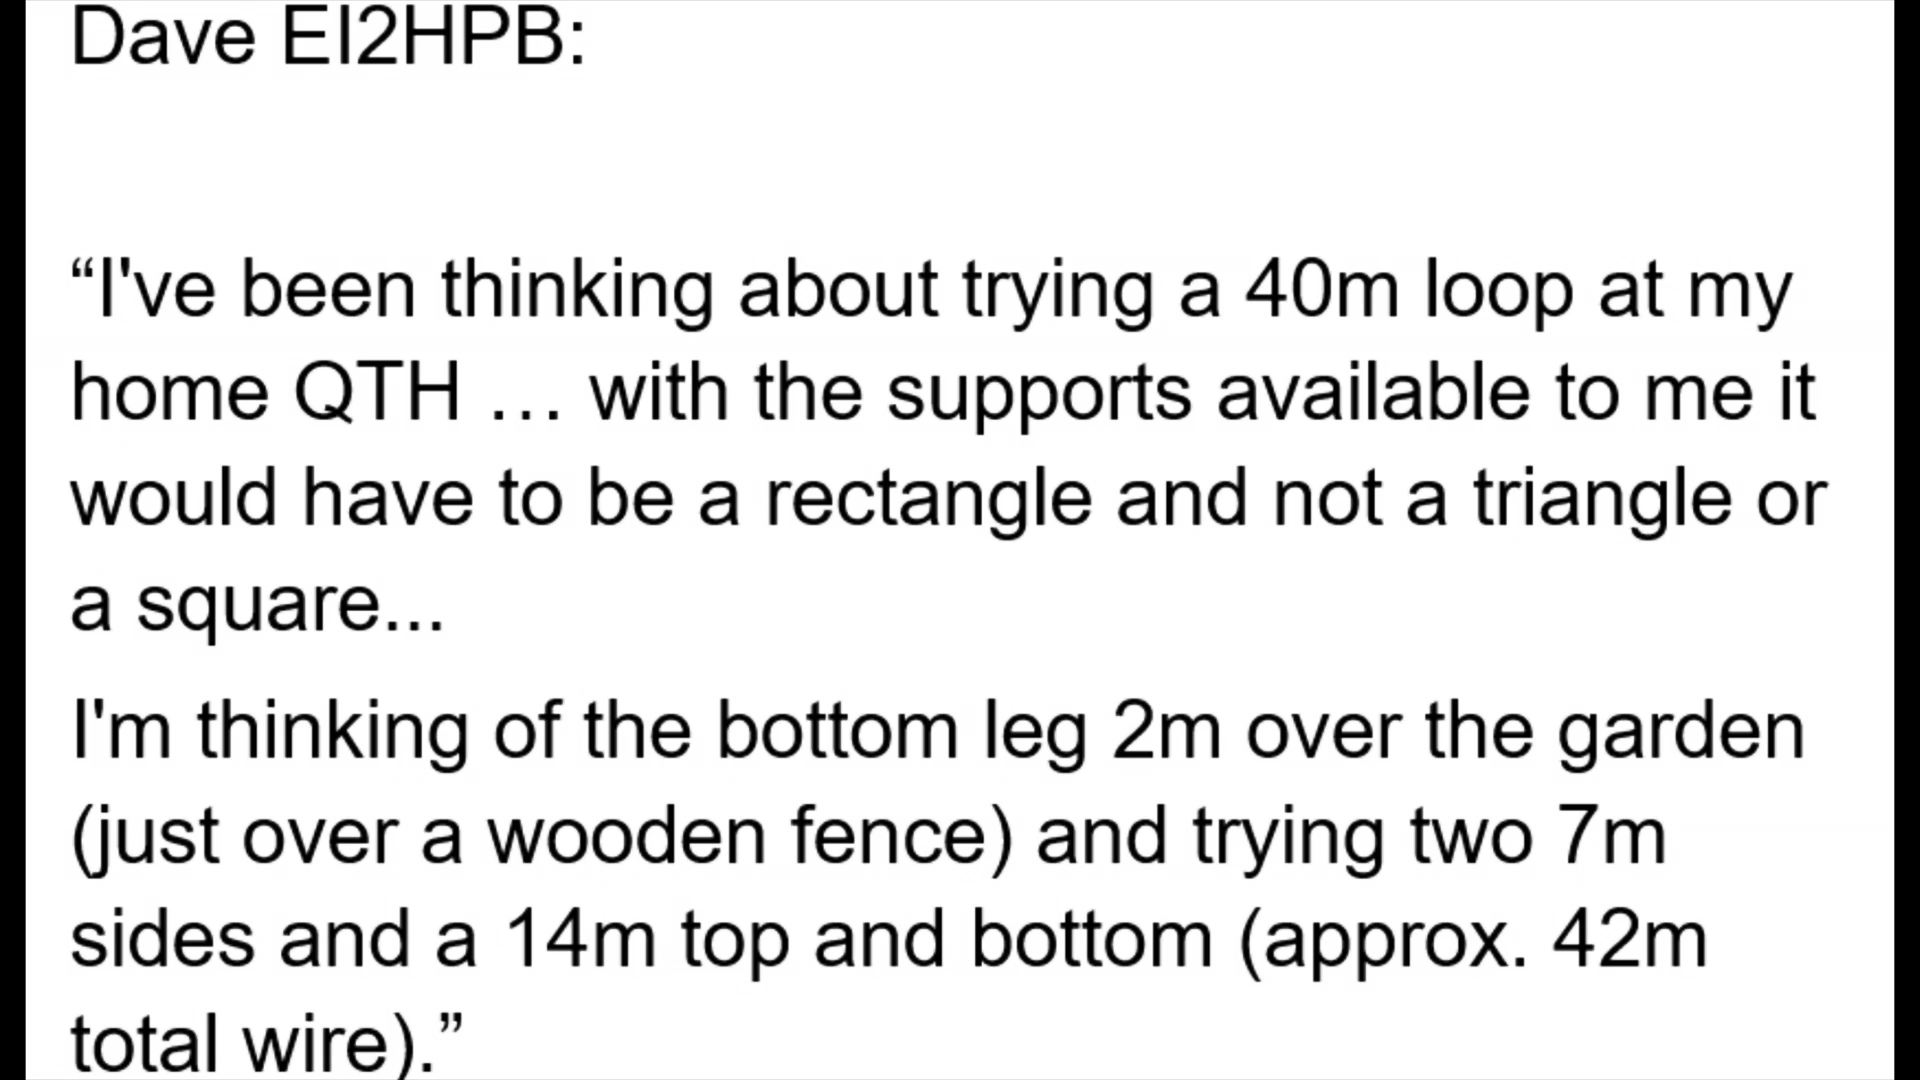 Dave EI2HPB:
“I've been thinking about trying a 40m loop at my
home QTH … with the supports available to me it
would have to be a rectangle and not a triangle or
a square...
I'm thinking of the bottom leg 2m over the garden
(just over a wooden fence) and trying two 7m
sides and a 14m top and bottom (approx. 42m
total wire).”